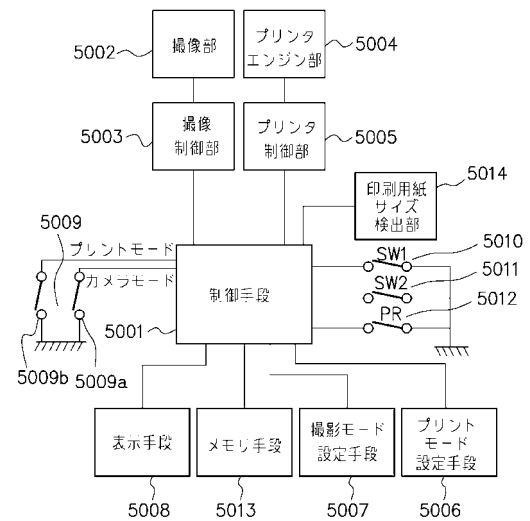 5002
撮像部
プリンタ
エンジン部
5004
5003
撮像
制御部
プリンタ
制御部
5005
5014
印刷用紙
サイズ
検出部
5009
プリントモード
カメラモード
制御手段
5001
SW1
5010
SW2
5011
PR
5012
5009b
5009a
表示手段
メモリ手段
撮影モード
設定手段
プリント
モード
設定手段
5008
5013
5007
5006